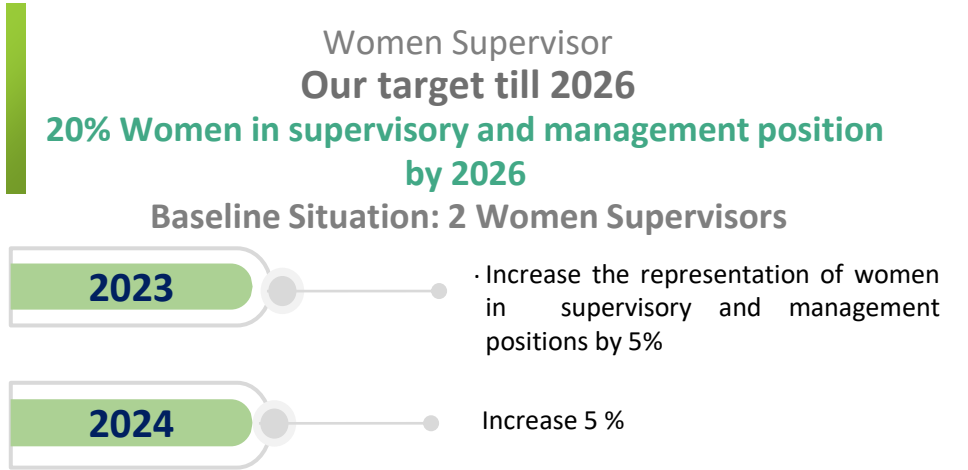 Women Supervisor
Our target till 2026
20% Women in supervisory and management position
by 2026
Baseline Situation: 2 Women Supervisors
2023
· Increase the representation of women
in supervisory and management
positions by 5%
2024
Increase 5 %